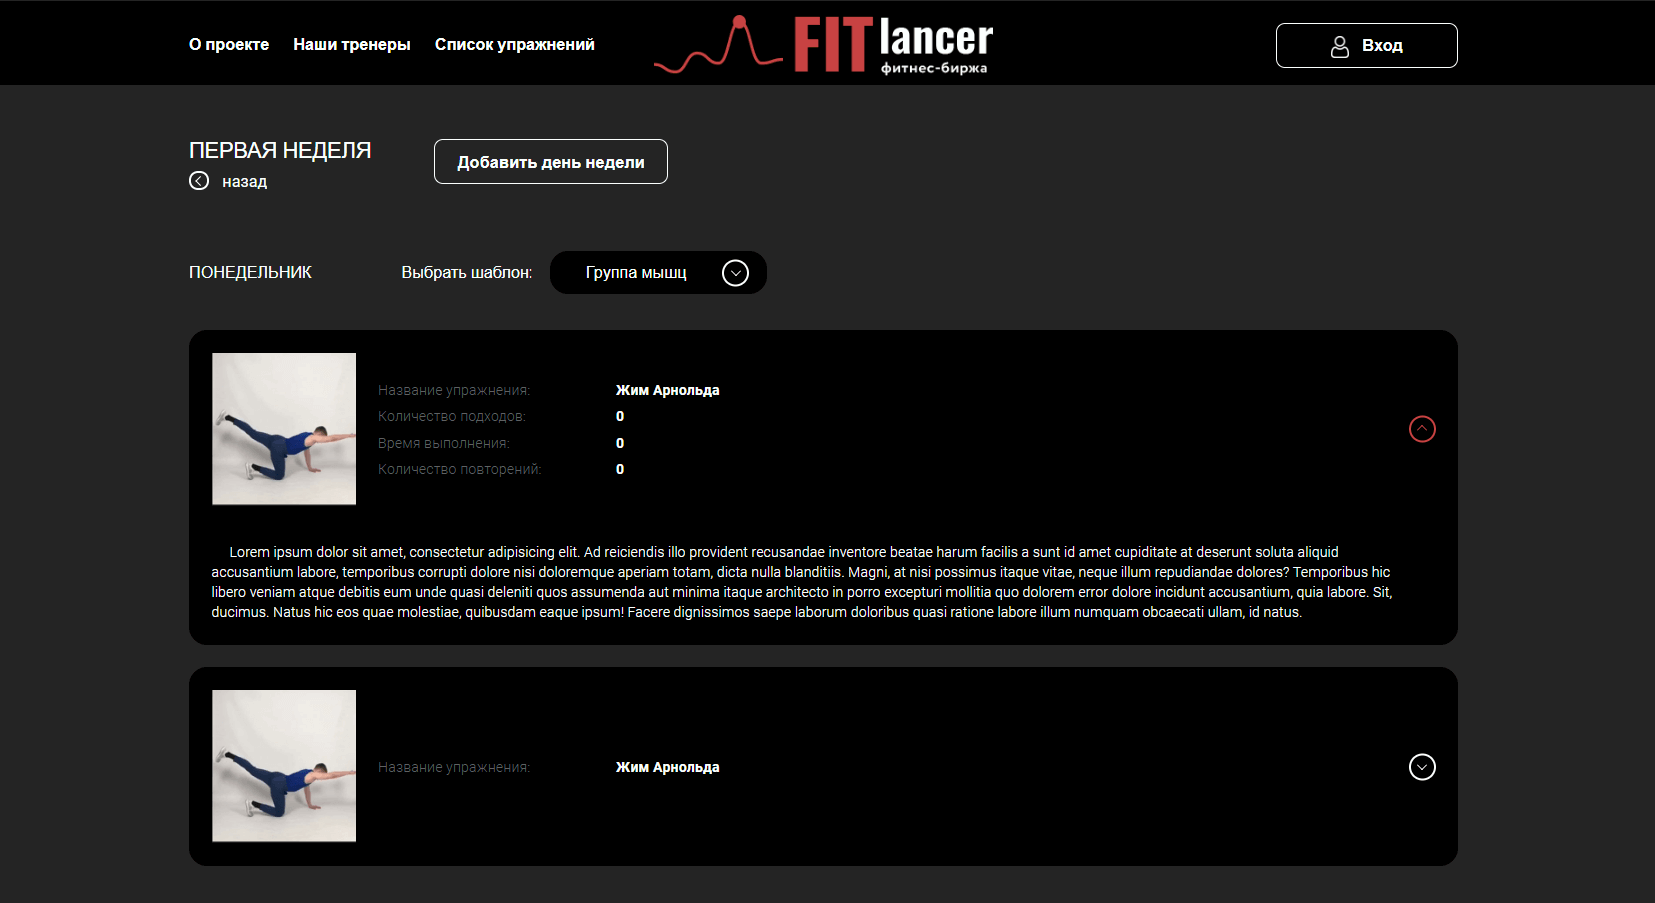 О проекте
Наши тренеры
Список упражнений
FIT lancer
фитнес-биржа
Вход
ПЕРВАЯ НЕДЕЛЯ
назад
Добавить день недели
ПОНЕДЕЛЬНИК
Выбрать шаблон:
Группа мышц
Название упражнения: Жим Арнольда
Количество подходов: 0
Время выполнения: 0
Количество повторений: 0
Lorem ipsum dolor sit amet, consectetur adipisicing elit. Ad reiciendis illo provident recusandae inventore beatae harum facilis a sunt id amet cupiditate at deserunt soluta aliquid
accusantium labore, temporibus corrupti dolore nisi doloremque aperiam totam, dicta nulla blanditiis. Magni, at nisi possimus itaque vitae, neque illum repudiandae dolores? Temporibus hic
libero veniam atque debitis eum unde quasi deleniti quos assumenda aut minima itaque architecto in porro excepturi mollitia quo dolorem error dolore incidunt accusantium, quia labore. Sit,
ducimus. Natus hic eos quae molestiae, quibusdam eaque ipsum! Facere dignissimos saepe laborum doloribus quasi ratione labore illum numquam obcaecati ullam, id natus.
Название упражнения: Жим Арнольда